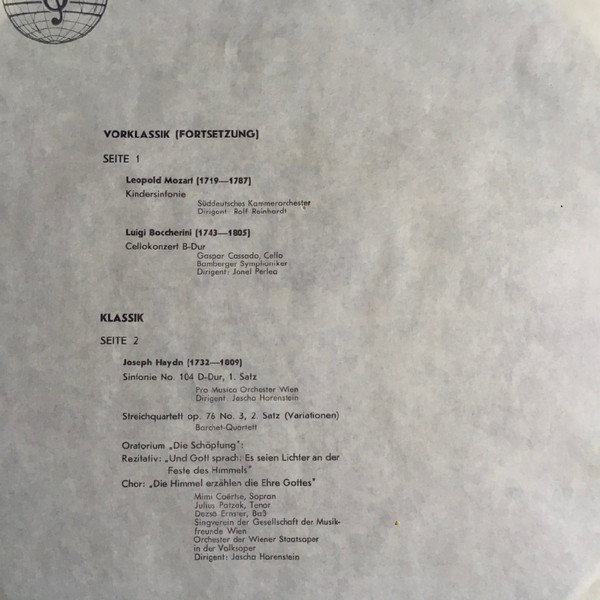 VORKLASSIK (FORTSETZUNG)
SEITE 1
Leopold Mozart (1719—1787)
Kindersinfonie
Süddeutsches Kammerorchester
Dirigent: Rolf Reinhardt
Luigi Boccherini (1743—1805)
Cellokonzert B-Dur
Gaspar Cassado, Cello
Bamberger Symphoniker
Dirigent: Jonel Perlea
KLASSIK
SEITE 2
Joseph Haydn (1732—1809)
Sinfonie No. 104 D-Dur, 1. Satz
Pro Musica Orchester Wien
Dirigent: Jascha Horenstein
Streichquartett op. 76 No. 3, 2. Satz (Variationen)
Barchet-Quartett
Oratorium „Die Schöpfung":
Rezitativ: „Und Gott sprach: Es seien Lichter an der
Feste des Himmels"
Chor: „Die Himmel erzählen die Ehre Gottes"
Mimi Coertse, Sopran
Julius Patzak, Tenor
Dezsö Ernster, Baß
Singverein der Gesellschaft der Musik-
freunde Wien
Orchester der Wiener Staatsoper
in der Volksoper
Dirigent: Jascha Horenstein